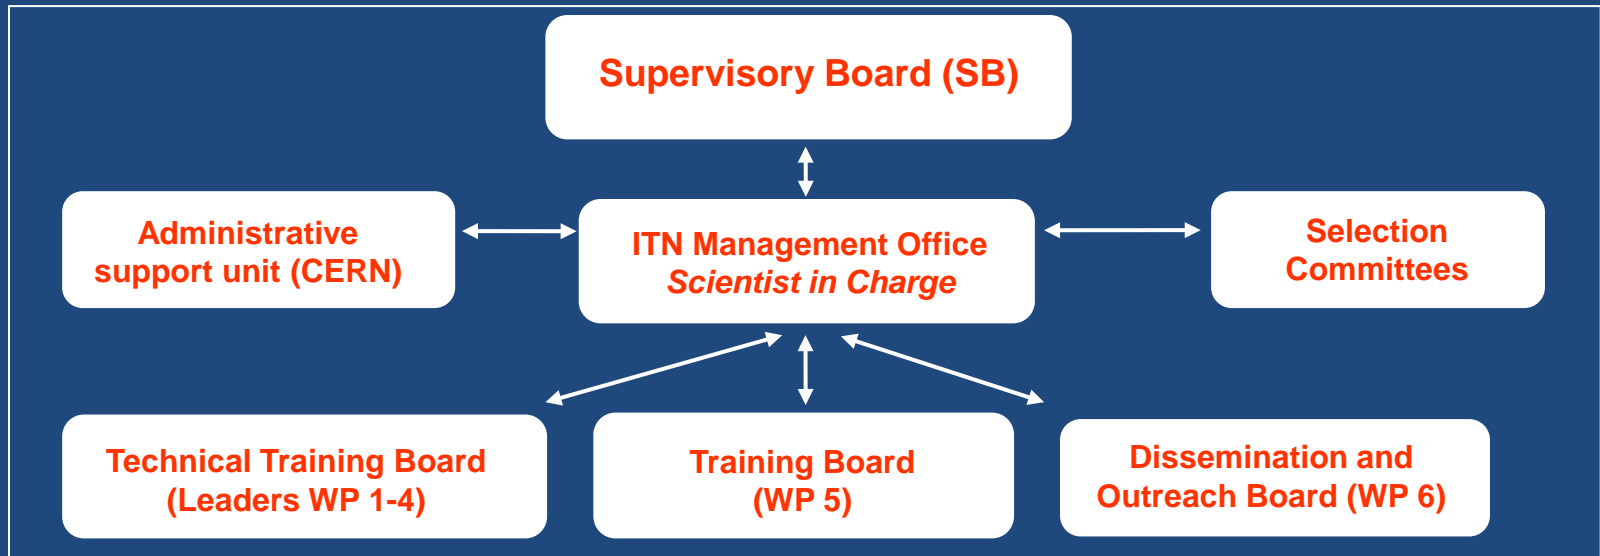 Supervisory Board (SB)
Administrative
support unit (CERN)
ITN Management Office
Scientist in Charge
Selection
Committees
Technical Training Board
(Leaders WP 1-4)
Training Board
(WP 5)
Dissemination and
Outreach Board (WP 6)